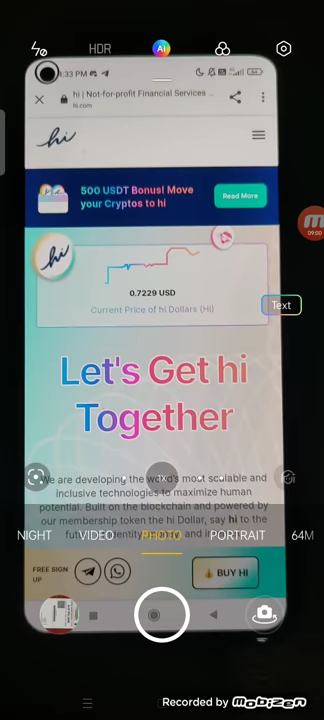 HDR
AI
1:33 PM
hi | Not-for-profit Financial Services ...
hi.com
hi
500 USDT Bonus! Move
your Cryptos to hi
Read More
hi
0.7229 USD
Current Price of hi Dollars (Hi)
09:00
Text
Let's Get hi
Together
We are developing the world's most scalable and
inclusive technologies to maximize human
potential. Built on the blockchain and powered by
our membership token the hi Dollar, say hi to the
NIGHT
VIDEO
PHOTO
PORTRAIT
64M
FREE SIGN
UP
BUY HI
Recorded by Mobizen